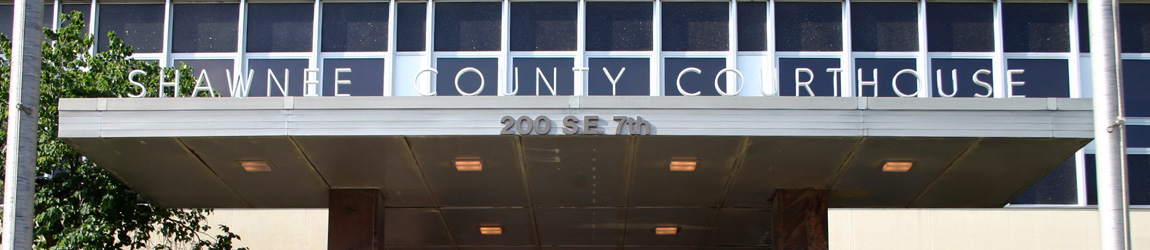 SHAWNEE COUNTY COURTHOUSE
200 S.E. 7th